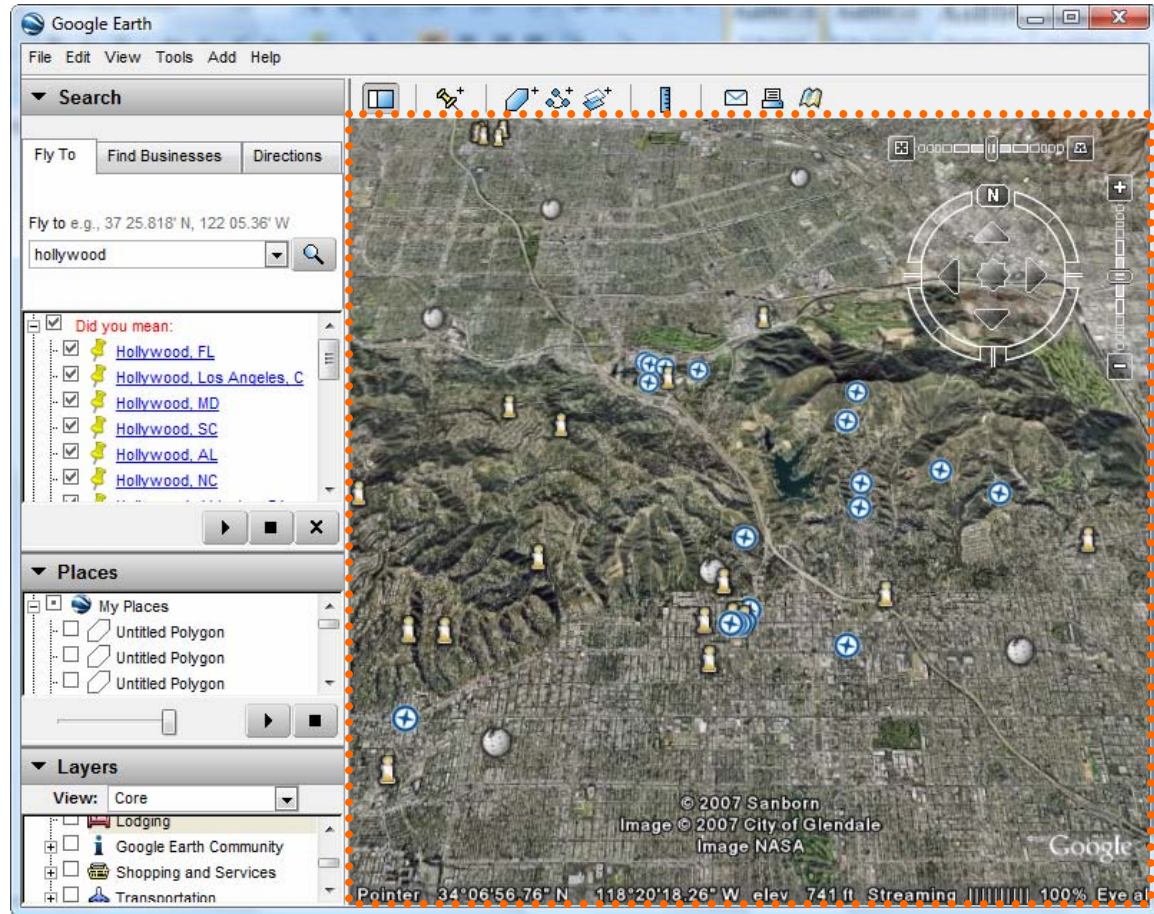 Google Earth
File Edit View Tools Add Help
Search
Fly To Find Businesses Directions
Fly to e.g., 37 25.818' N, 122 05.36' W
hollywood
Did you mean:
Hollywood, FL
Hollywood, Los Angeles, C
Hollywood, MD
Hollywood, SC
Hollywood, AL
Hollywood, NC
Places
My Places
Untitled Polygon
Untitled Polygon
Untitled Polygon
Layers
View: Core
Lodging
Google Earth Community
Shopping and Services
Transportation
N
© 2007 Sanborn
Image © 2007 City of Glendale
Image NASA
Google
Pointer 34°06'56.76" N 118°20'18.26" W elev 741 ft Streaming |||||||||| 100% Eye al